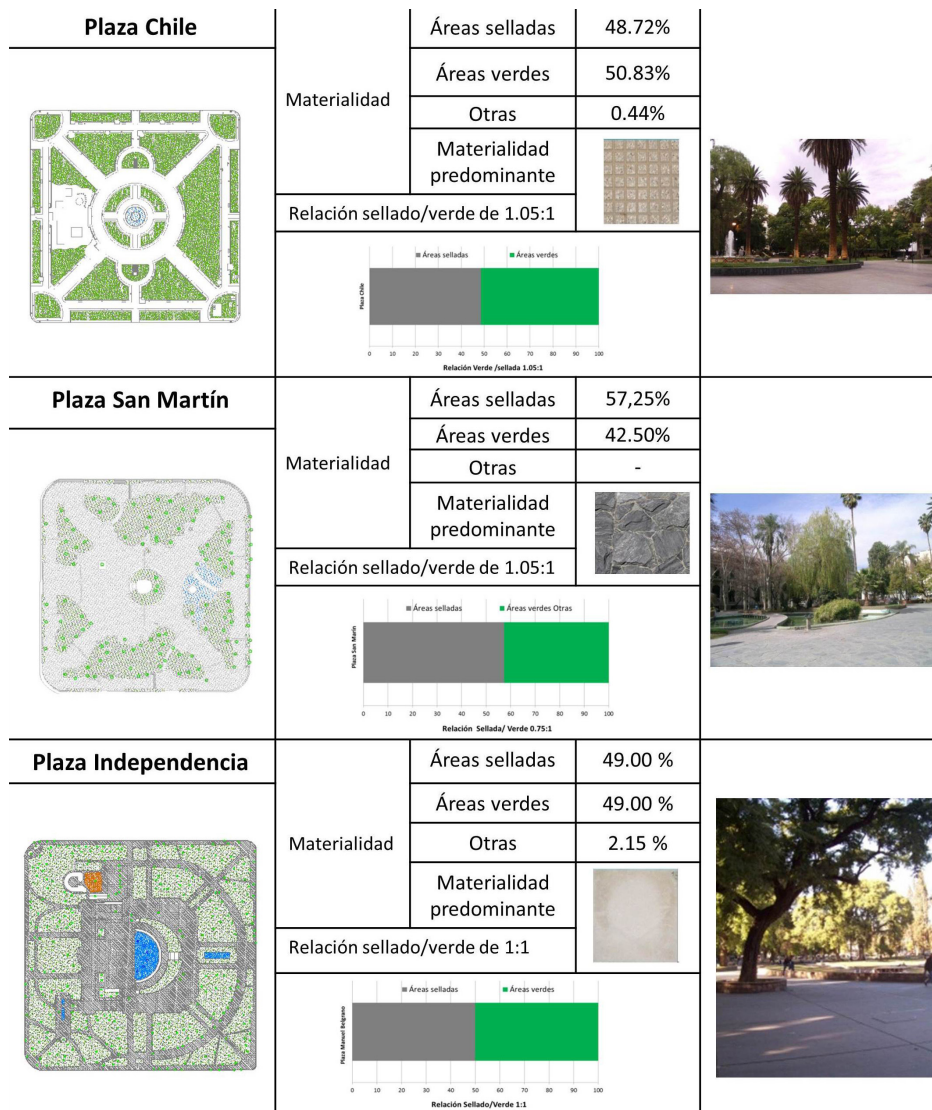 Plaza Chile
Materialidad
Áreas selladas
48.72%
Áreas verdes
50.83%
Otras
0.44%
Materialidad
predominante
Relación sellado/verde de 1.05:1
Áreas selladas
Áreas verdes
Plaza Chile
0 10 20 30 40 50 60 70 80 90 100
Relación Verde /sellada 1.05:1
Plaza San Martín
Materialidad
Áreas selladas
57,25%
Áreas verdes
42.50%
Otras
-
Materialidad
predominante
Relación sellado/verde de 1.05:1
Áreas selladas
Áreas verdes Otras
Plaza San Marín
0 10 20 30 40 50 60 70 80 90 100
Relación Sellada/ Verde 0.75:1
Plaza Independencia
Materialidad
Áreas selladas
49.00 %
Áreas verdes
49.00 %
Otras
2.15 %
Materialidad
predominante
Relación sellado/verde de 1:1
Áreas selladas
Áreas verdes
Plaza Manuel Belgrano
0 10 20 30 40 50 60 70 80 90 100
Relación Sellado/Verde 1:1